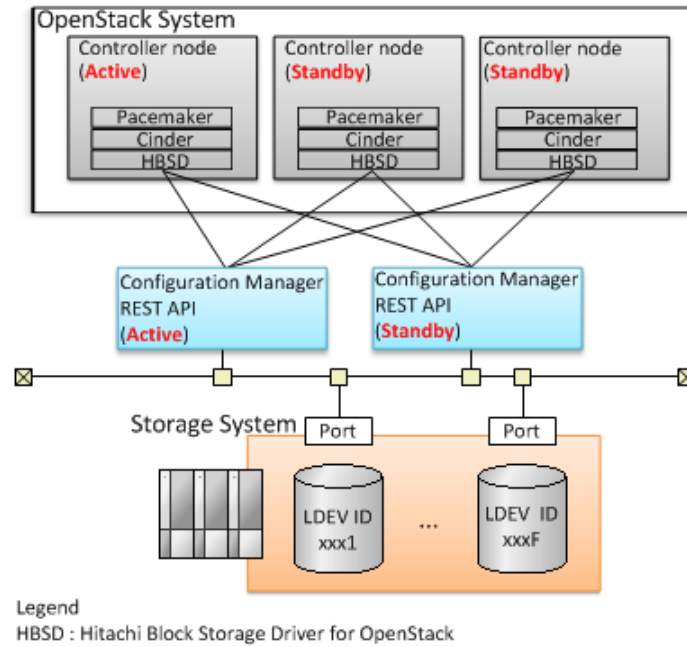 OpenStack System
Controller node
(Active)
Pacemaker
Cinder
HBSD
Controller node
(Standby)
Pacemaker
Cinder
HBSD
Controller node
(Standby)
Pacemaker
Cinder
HBSD
Configuration Manager
REST API
(Active)
Configuration Manager
REST API
(Standby)
Storage System
Port
Port
LDEV ID
xxx1
...
LDEV ID
xxxF
Legend
HBSD : Hitachi Block Storage Driver for OpenStack